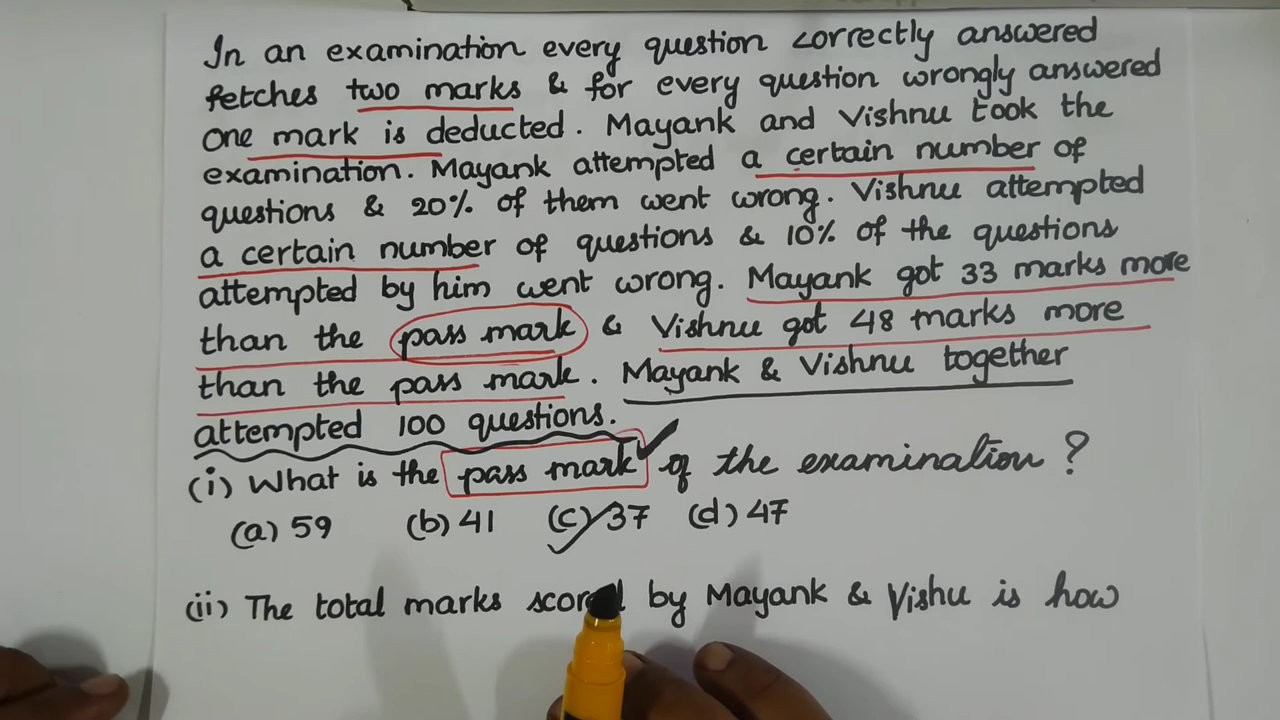 In an examination every question correctly answered
fetches two marks & for every question wrongly answered
one mark is deducted. Mayank and Vishnu took the
examination. Mayank attempted a certain number of
questions & 20% of them went wrong. Vishnu attempted
a certain number of questions & 10% of the questions
attempted by him went wrong. Mayank got 33 marks more
than the pass mark & Vishnu got 48 marks more
than the pass mark. Mayank & Vishnu together
attempted 100 questions.
(i) What is the pass mark of the examination ?
(a) 59 (b) 41 (c) 37 (d) 47
(ii) The total marks scored by Mayank & Vishu is how